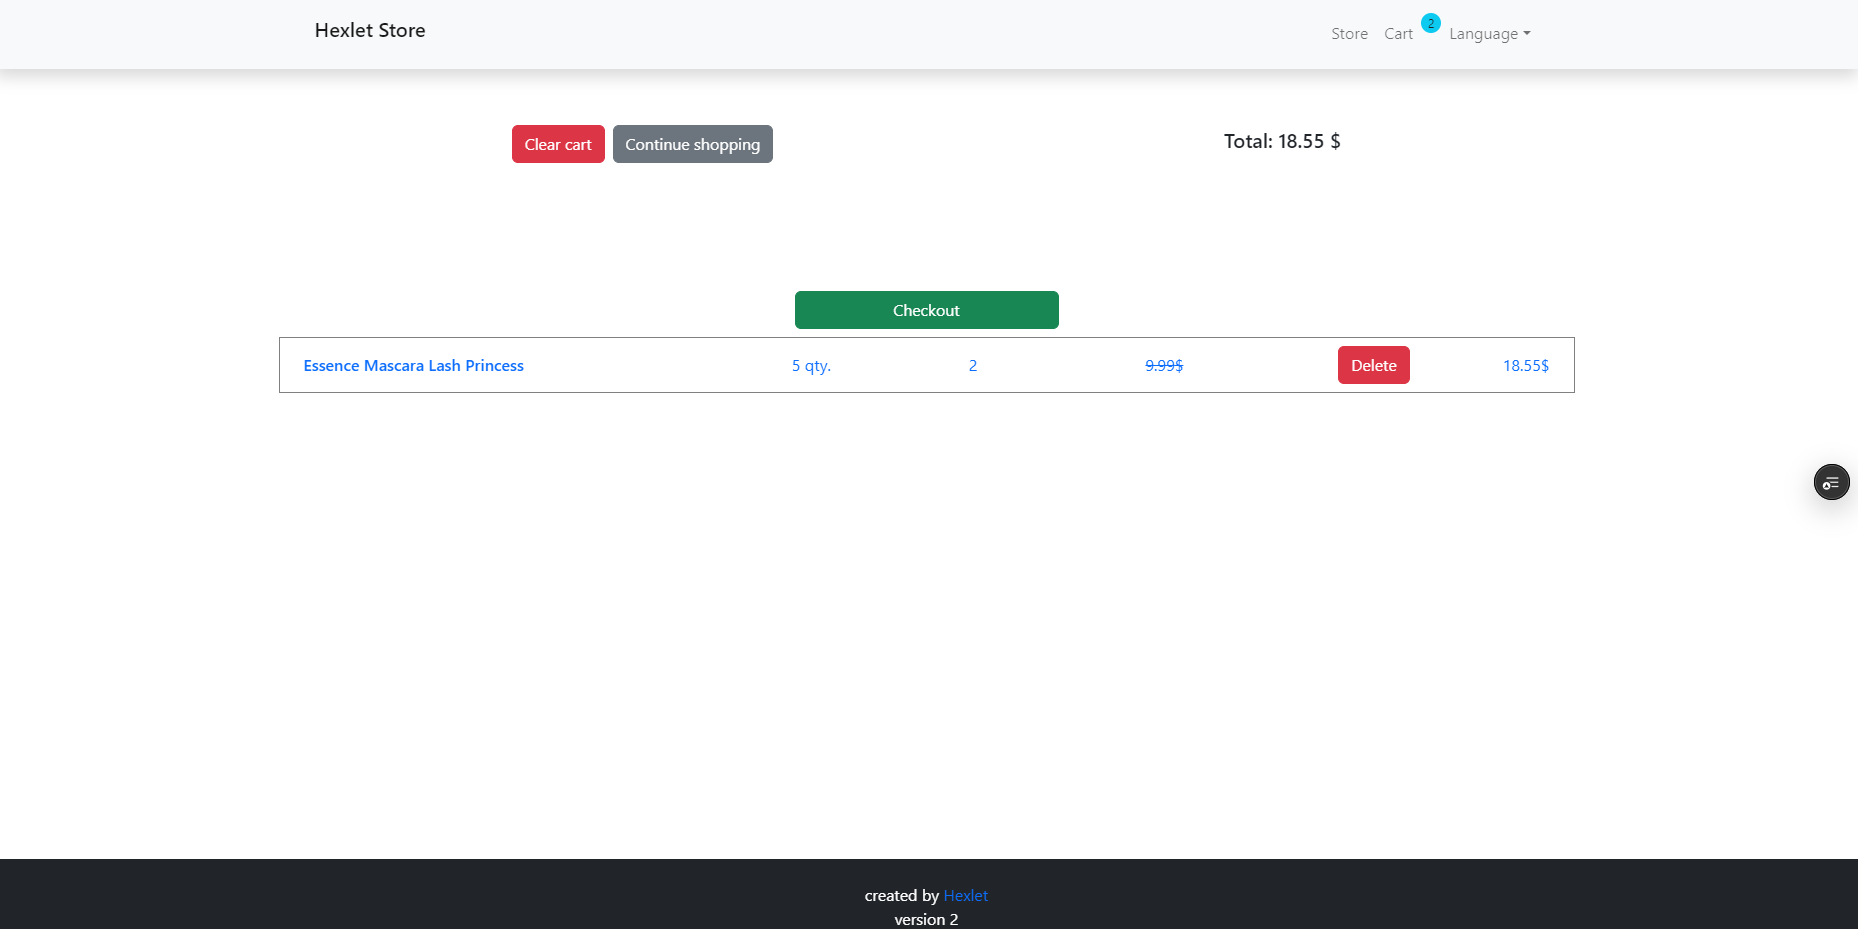 Hexlet Store
Store Cart 2 Language
Clear cart Continue shopping Total: 18.55 $
Checkout
Essence Mascara Lash Princess 5 qty. 2 9.99$ Delete 18.55$
created by Hexlet
version 2